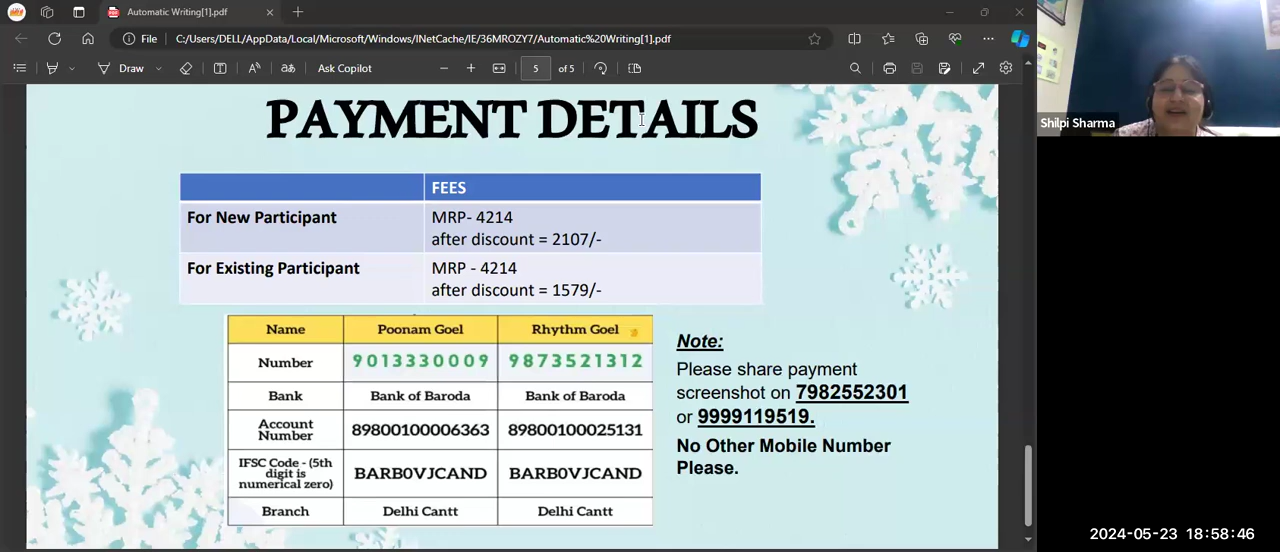 Automatic Writing[1].pdf
File
C:/Users/DELL/AppData/Local/Microsoft/Windows/INetCache/IE/36MROZY7/Automatic%20Writing[1].pdf
Draw
Ask Copilot
5 of 5
PAYMENT DETAILS
FEES
For New Participant
MRP- 4214
after discount = 2107/-
For Existing Participant
MRP - 4214
after discount = 1579/-
Name Poonam Goel Rhythm Goel
Number 9013330009 9873521312
Bank Bank of Baroda Bank of Baroda
Account
Number 89800100006363 89800100025131
IFSC Code - (5th
digit is
numerical zero) BARB0VJCAND BARB0VJCAND
Branch Delhi Cantt Delhi Cantt
Note:
Please share payment
screenshot on 7982552301
or 9999119519.
No Other Mobile Number
Please.
Shilpi Sharma
2024-05-23 18:58:46